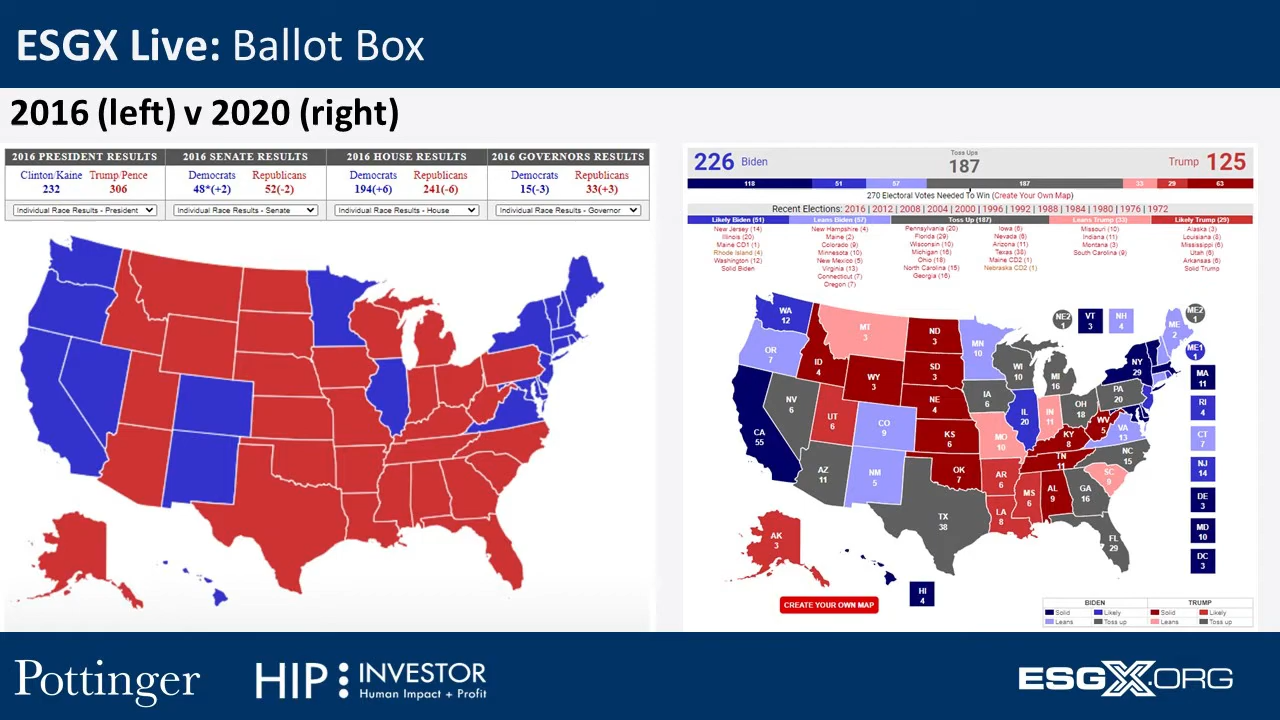 ESGX Live: Ballot Box
2016 (left) v 2020 (right)
2016 PRESIDENT RESULTS 2016 SENATE RESULTS 2016 HOUSE RESULTS 2016 GOVERNORS RESULTS
Clinton/Kaine Trump/Pence Democrats Republicans Democrats Republicans Democrats Republicans
232 306 48*(+2) 52(-2) 194(+6) 241(-6) 15(-3) 33(+3)
Individual Race Results - President Individual Race Results - Senate Individual Race Results - House Individual Race Results - Governor
226 Biden Toss Ups 187 Trump 125
118 51 57 187 33 29 63
270 Electoral Votes Needed To Win (Create Your Own Map)
Recent Elections: 2016 | 2012 | 2008 | 2004 | 2000 | 1996 | 1992 | 1988 | 1984 | 1980 | 1976 | 1972
Likely Biden (51) Leans Biden (57) Toss Up (187) Leans Trump (33) Likely Trump (29)
New Jersey (14) New Hampshire (4) Pennsylvania (20) Iowa (6) Missouri (10) Alaska (3)
Illinois (20) Maine (2) Florida (29) Nevada (6) Indiana (11) Louisiana (8)
Maine CD1 (1) Colorado (9) Wisconsin (10) Arizona (11) Montana (3) Mississippi (6)
Rhode Island (4) Minnesota (10) Michigan (16) Texas (38) South Carolina (9) Utah (6)
Washington (12) New Mexico (5) Ohio (18) Maine CD2 (1) Arkansas (6)
Solid Biden Virginia (13) North Carolina (15) Nebraska CD2 (1) Solid Trump
Connecticut (7) Georgia (16)
Oregon (7)
WA 12
OR 7
CA 55
NV 6
ID 4
MT 3
WY 3
UT 6
AZ 11
CO 9
NM 5
ND 3
SD 3
NE 4
KS 6
OK 7
TX 38
MN 10
IA 6
MO 10
AR 6
LA 8
WI 10
IL 20
MI 16
IN 11
OH 18
KY 8
TN 11
MS 6
AL 9
GA 16
FL 29
SC 9
NC 15
VA 13
WV 5
PA 20
NY 29
ME 2
NE2 1
VT 3
NH 4
ME2 1
ME1 1
MA 11
RI 4
CT 7
NJ 14
DE 3
MD 10
DC 3
AK 3
HI 4
CREATE YOUR OWN MAP
BIDEN TRUMP
Solid Likely Solid Likely
Leans Toss up Leans Toss up
Pottinger
HIP: INVESTOR
Human Impact + Profit
ESGX.ORG